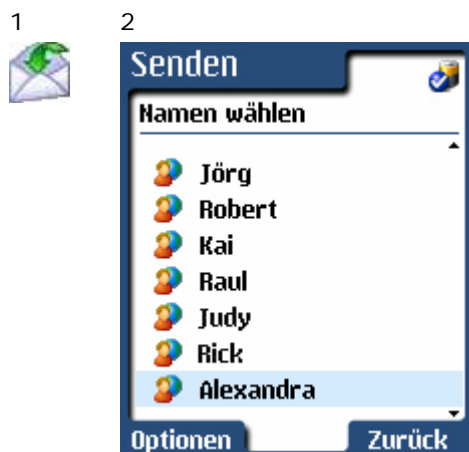 1 2
Senden
Namen wählen
Jörg
Robert
Kai
Raul
Judy
Rick
Alexandra
Optionen Zurück